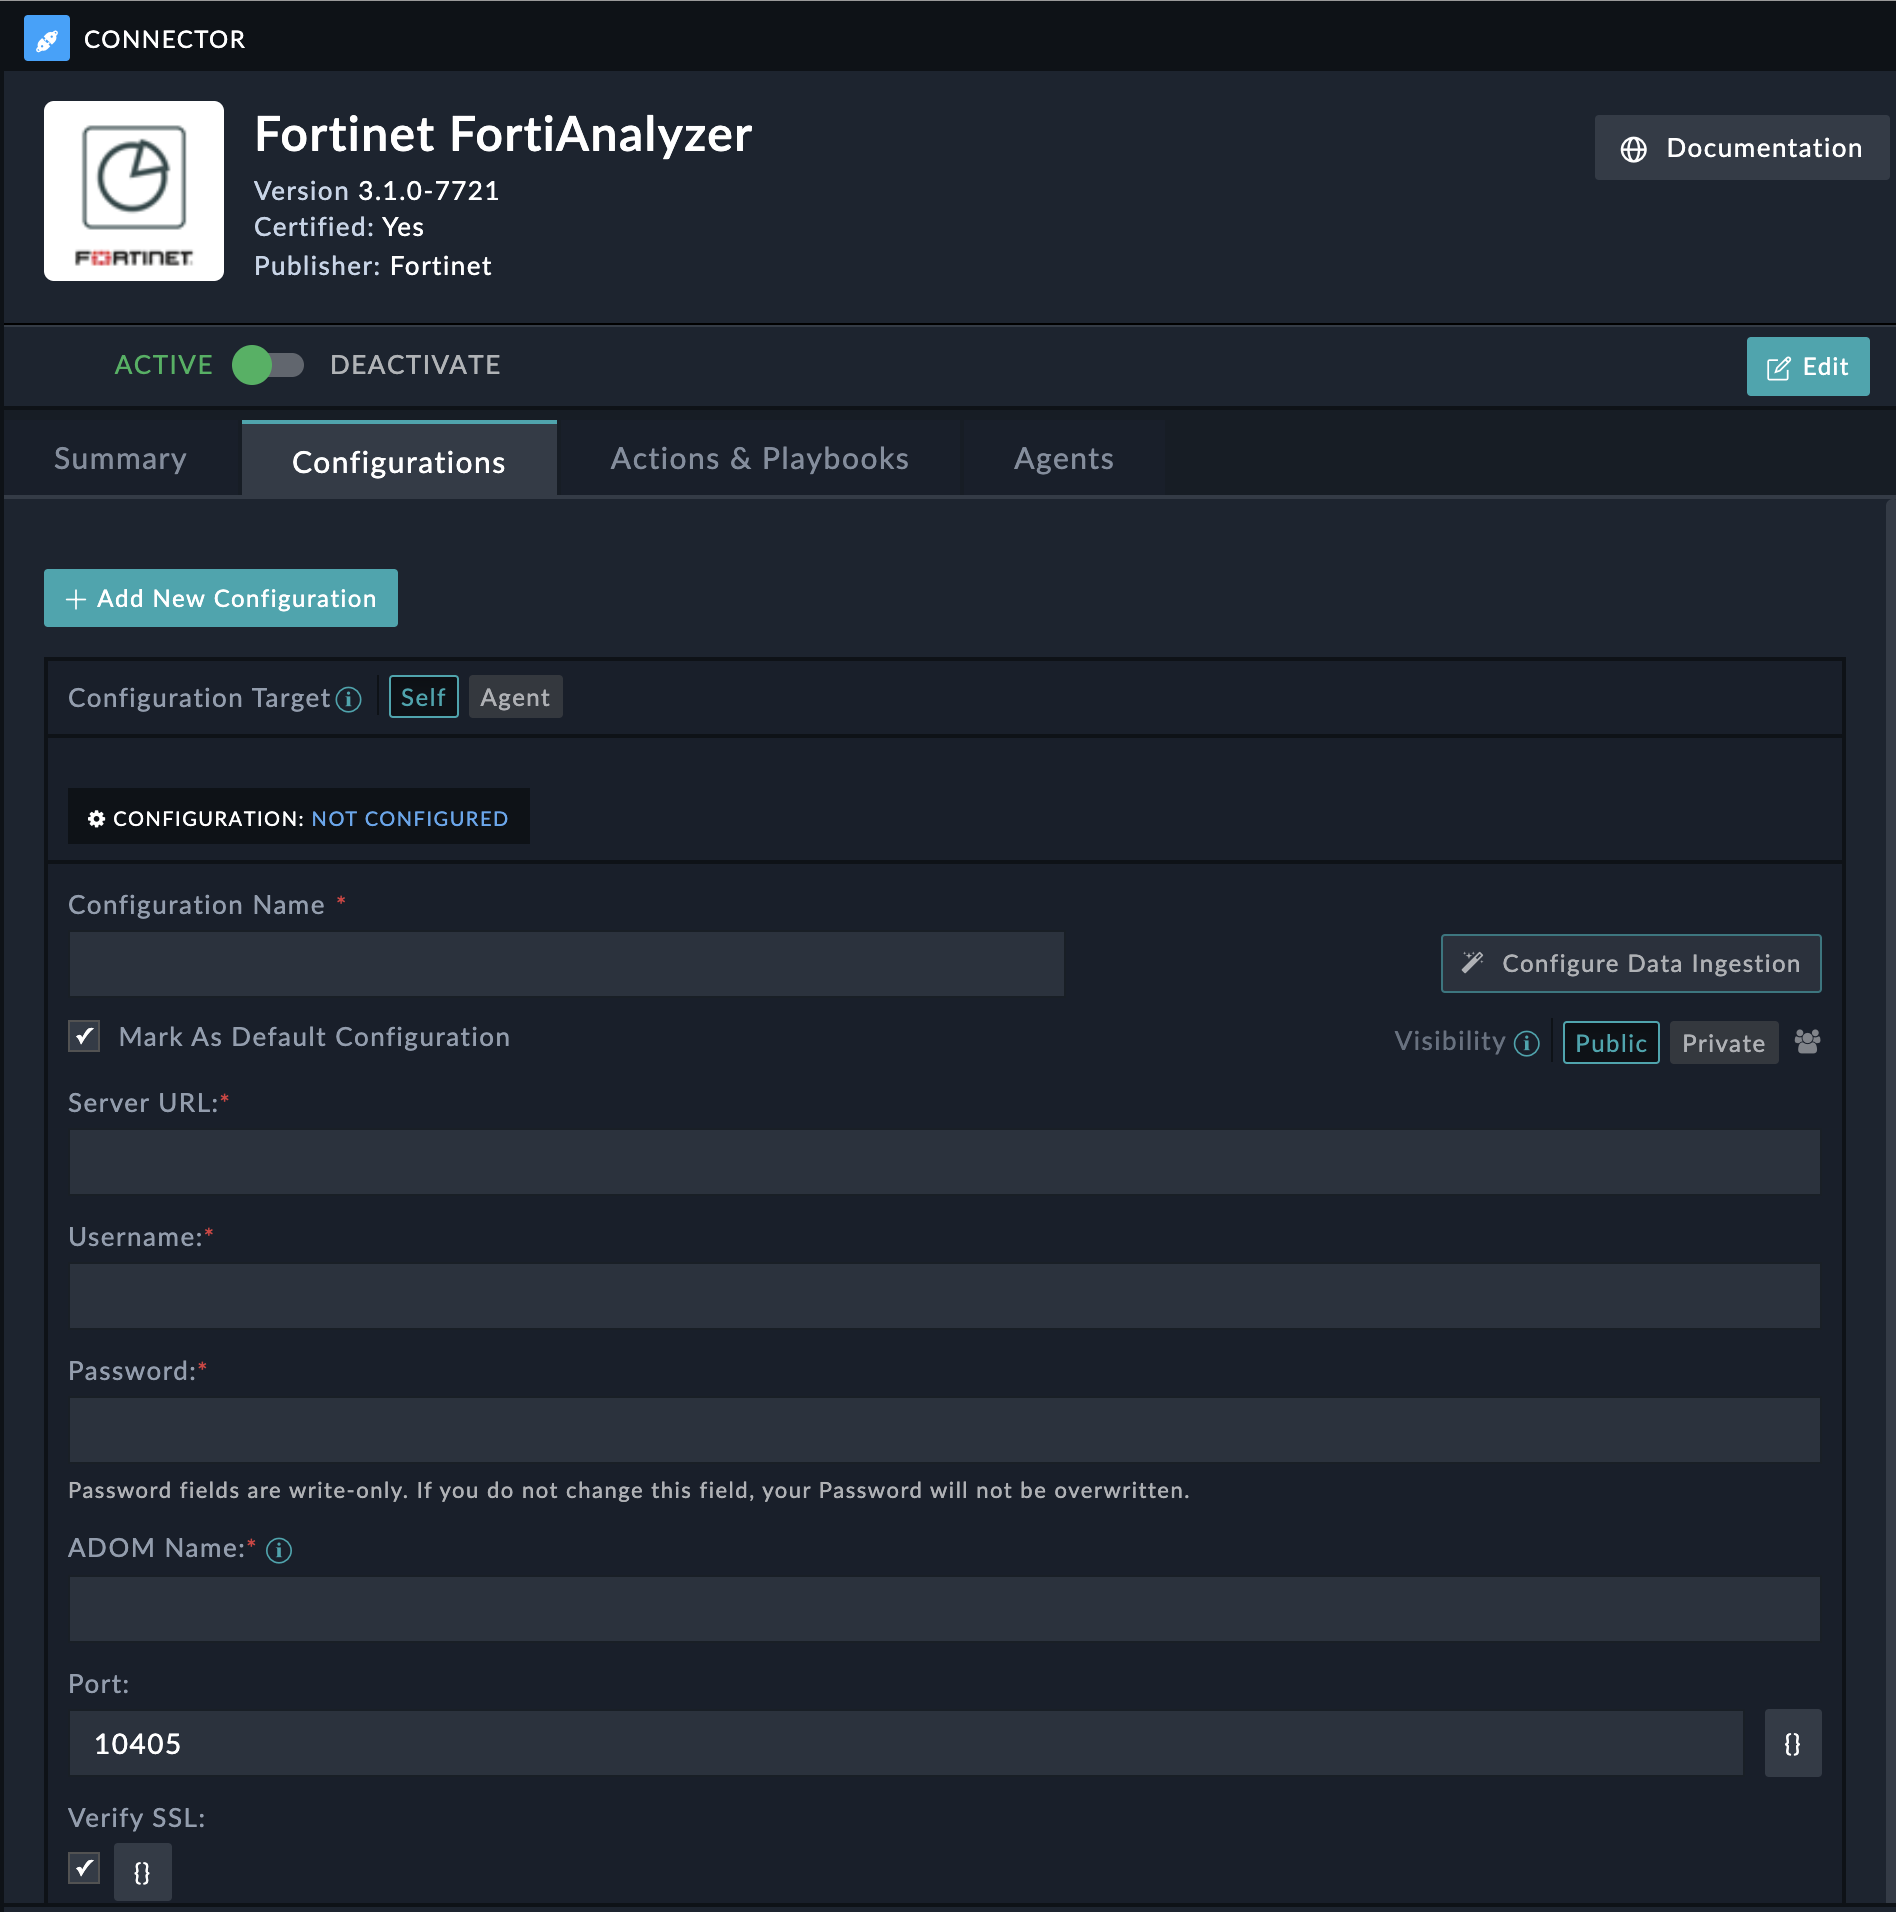 CONNECTOR
Fortinet FortiAnalyzer
Documentation
Version 3.1.0-7721
Certified: Yes
Publisher: Fortinet
FORTINET
ACTIVE DEACTIVATE
Edit
Summary Configurations Actions & Playbooks Agents
+ Add New Configuration
Configuration Target Self Agent
CONFIGURATION: NOT CONFIGURED
Configuration Name *
Configure Data Ingestion
Mark As Default Configuration
Visibility Public Private
Server URL:*
Username:*
Password:*
Password fields are write-only. If you do not change this field, your Password will not be overwritten.
ADOM Name:*
Port:
10405 {}
Verify SSL:
{}